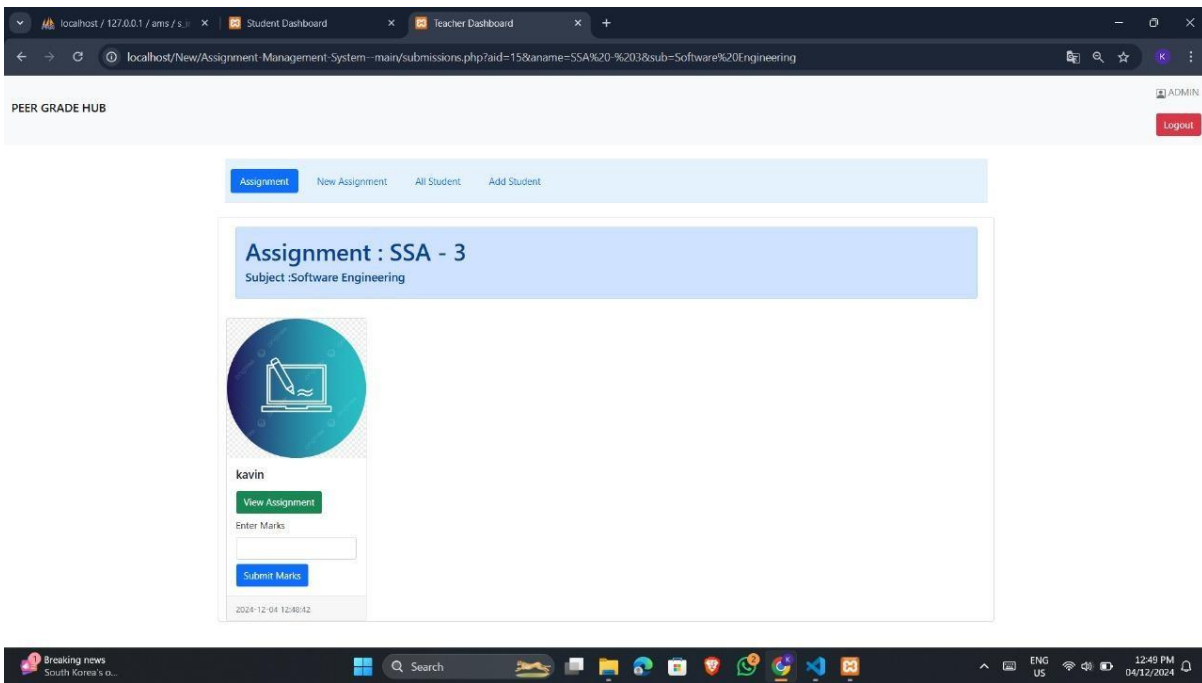 localhost / 127.0.0.1 / ams / s_
Student Dashboard
Teacher Dashboard
localhost/New/Assignment-Management-System--main/submissions.php?aid=15&aname=SSA%20-%203&sub=Software%20Engineering
K
PEER GRADE HUB
ADMIN
Logout
Assignment New Assignment All Student Add Student
Assignment : SSA - 3
Subject :Software Engineering
kavin
View Assignment
Enter Marks
Submit Marks
2024-12-04 12:48:42
1
Breaking news
South Korea's o...
Search
2
K
ENG
US
12:49 PM
04/12/2024